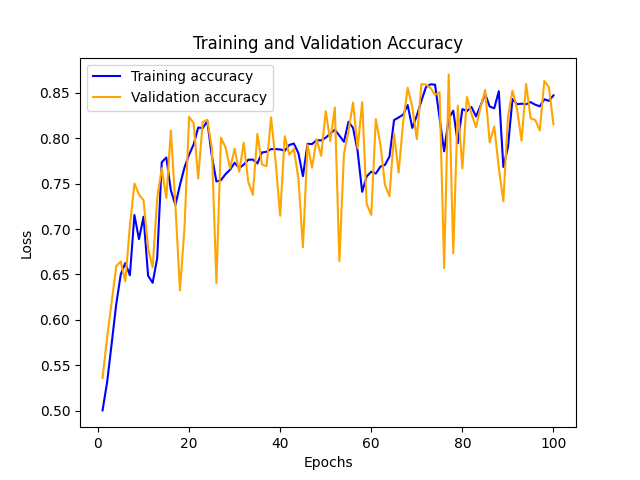 Training and Validation Accuracy
Training accuracy
Validation accuracy
Loss
0.85
0.80
0.75
0.70
0.65
0.60
0.55
0.50
0
20
40
60
80
100
Epochs